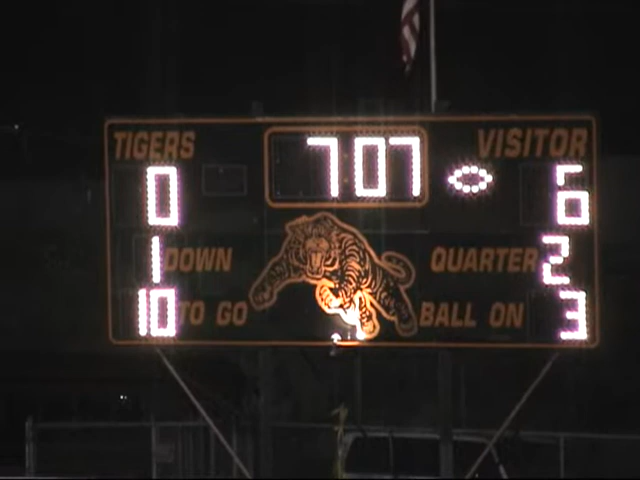 TIGERS 707 VISITOR
0 6
1 DOWN QUARTER 2
10 TO GO BALL ON 3